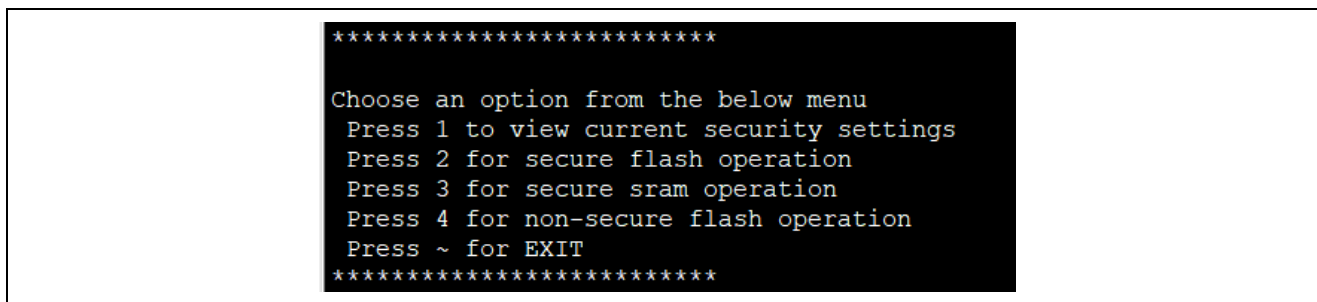 **************************
Choose an option from the below menu
Press 1 to view current security settings
Press 2 for secure flash operation
Press 3 for secure sram operation
Press 4 for non-secure flash operation
Press ~ for EXIT
**************************